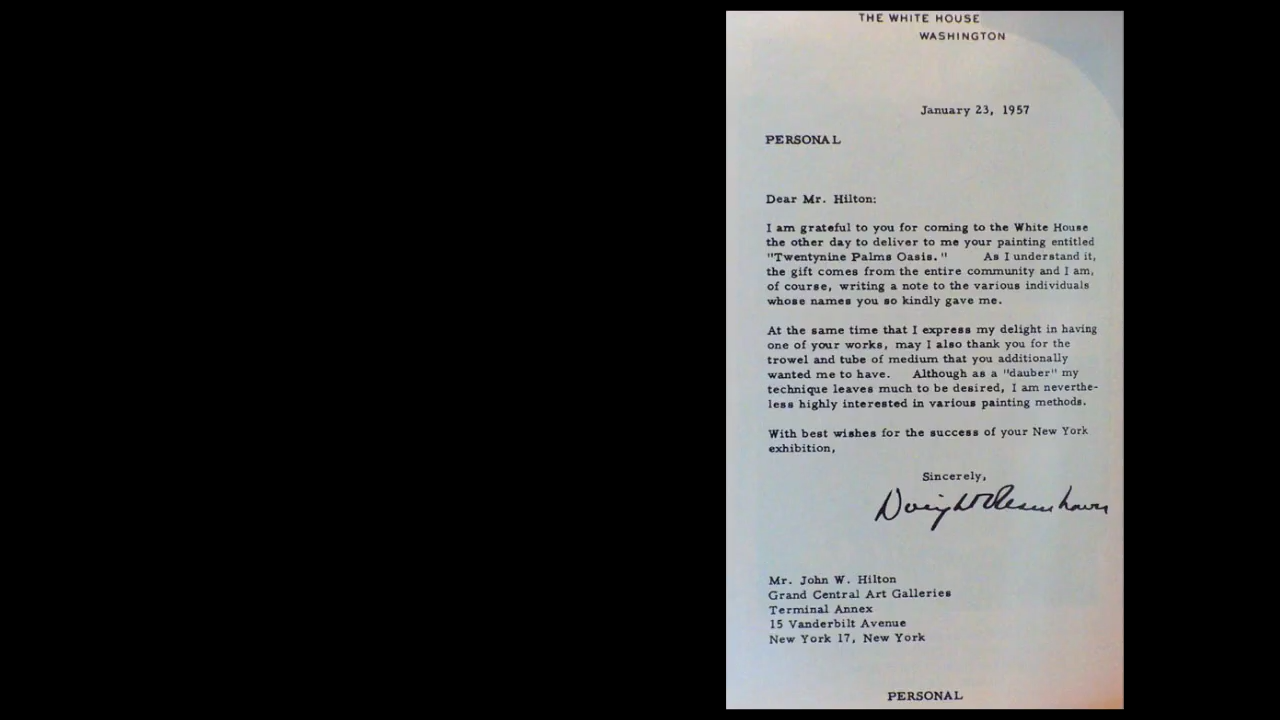 THE WHITE HOUSE
WASHINGTON
January 23, 1957
PERSONAL
Dear Mr. Hilton:
I am grateful to you for coming to the White House
the other day to deliver to me your painting entitled
"Twentynine Palms Oasis." As I understand it,
the gift comes from the entire community and I am,
of course, writing a note to the various individuals
whose names you so kindly gave me.
At the same time that I express my delight in having
one of your works, may I also thank you for the
trowel and tube of medium that you additionally
wanted me to have. Although as a "dauber" my
technique leaves much to be desired, I am neverthe-
less highly interested in various painting methods.
With best wishes for the success of your New York
exhibition,
Sincerely,
Dwight D Eisenhower
Mr. John W. Hilton
Grand Central Art Galleries
Terminal Annex
15 Vanderbilt Avenue
New York 17, New York
PERSONAL